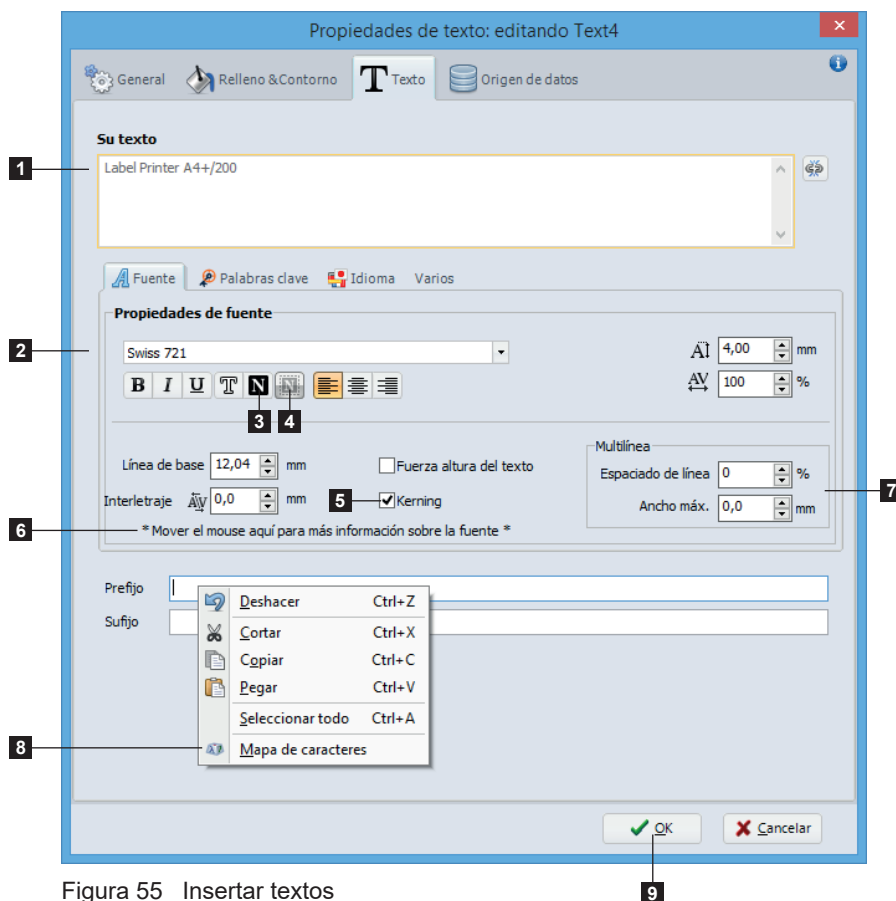 Propiedades de texto: editando Text4
General Relleno &Contorno Texto Origen de datos
Su texto
1 Label Printer A4+/200
Fuente Palabras clave Idioma Varios
Propiedades de fuente
2 Swiss 721 4,00 mm
B I U T N N AV 100 %
3 4
Multilínea
Línea de base 12,04 mm Fuerza altura del texto Espaciado de línea 0 %
7
Interletraje AV 0,0 mm 5 Kerning Ancho máx. 0,0 mm
6 * Mover el mouse aquí para más información sobre la fuente *
Prefijo
Deshacer Ctrl+Z
Sufijo
Cortar Ctrl+X
Copiar Ctrl+C
Pegar Ctrl+V
Seleccionar todo Ctrl+A
8 Mapa de caracteres
OK Cancelar
Figura 55 Insertar textos 9